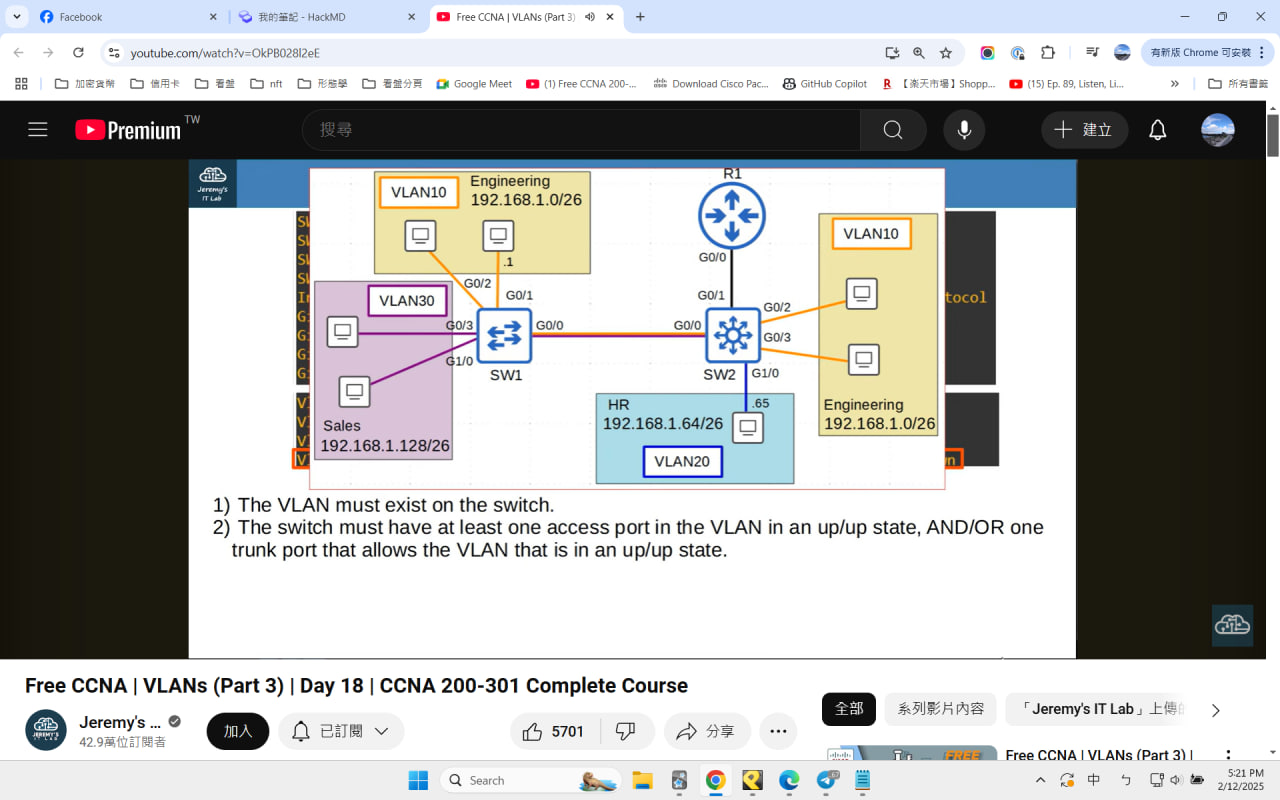 Facebook
我的筆記 - HackMD
Free CCNA | VLANs (Part 3)
youtube.com/watch?v=OkPB028l2eE
有新版 Chrome 可安裝
加密貨幣
信用卡
看盤
nft
形態學
看盤分頁
Google Meet
(1) Free CCNA 200-...
Download Cisco Pac...
GitHub Copilot
【楽天市場】Shopp...
(15) Ep. 89, Listen, Li...
所有書籤
Premium TW
搜尋
建立
Jeremy's
IT Lab
VLAN10
Engineering
192.168.1.0/26
.1
R1
G0/0
G0/1
VLAN10
G0/2
G0/1
VLAN30
G0/3
G0/0
G0/0
G0/2
G0/3
G1/0
SW1
SW2
G1/0
tocol
Sales
192.168.1.128/26
HR
.65
192.168.1.64/26
VLAN20
Engineering
192.168.1.0/26
1) The VLAN must exist on the switch.
2) The switch must have at least one access port in the VLAN in an up/up state, AND/OR one
trunk port that allows the VLAN that is in an up/up state.
Free CCNA | VLANs (Part 3) | Day 18 | CCNA 200-301 Complete Course
Jeremy's ...
42.9萬位訂閱者
加入
已訂閱
5701
分享
全部
系列影片內容
「Jeremy's IT Lab」上傳的
Free CCNA | VLANs (Part 3) |
Search
67
中
ㄅ
5:21 PM
2/12/2025